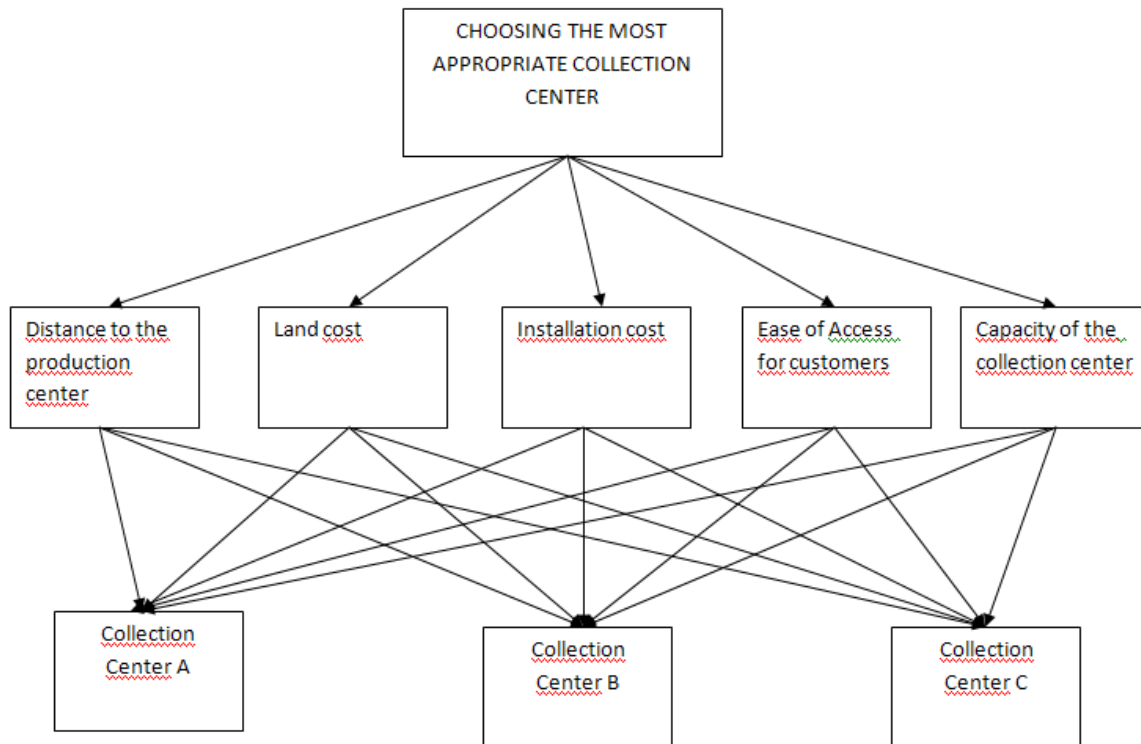 CHOOSING THE MOST
APPROPRIATE COLLECTION
CENTER
Distance to the
production
center
Land cost
Installation cost
Ease of Access
for customers
Capacity of the
collection center
Collection
Center A
Collection
Center B
Collection
Center C